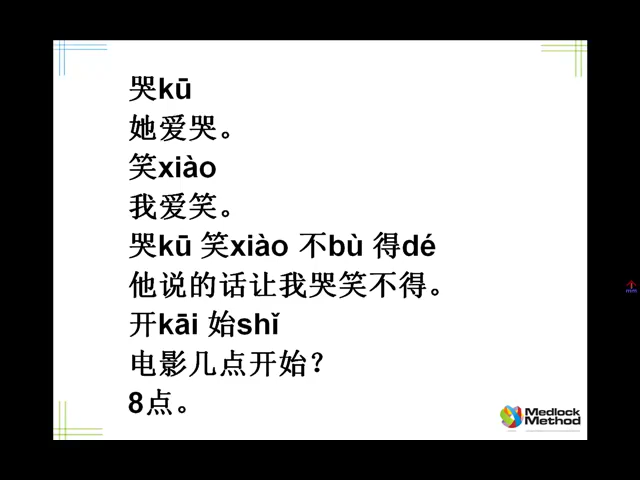 哭kū
她爱哭。
笑xiào
我爱笑。
哭kū 笑xiào 不bù 得dé
他说的话让我哭笑不得。
开kāi 始shǐ
电影几点开始？
8点。
Medlock
Method